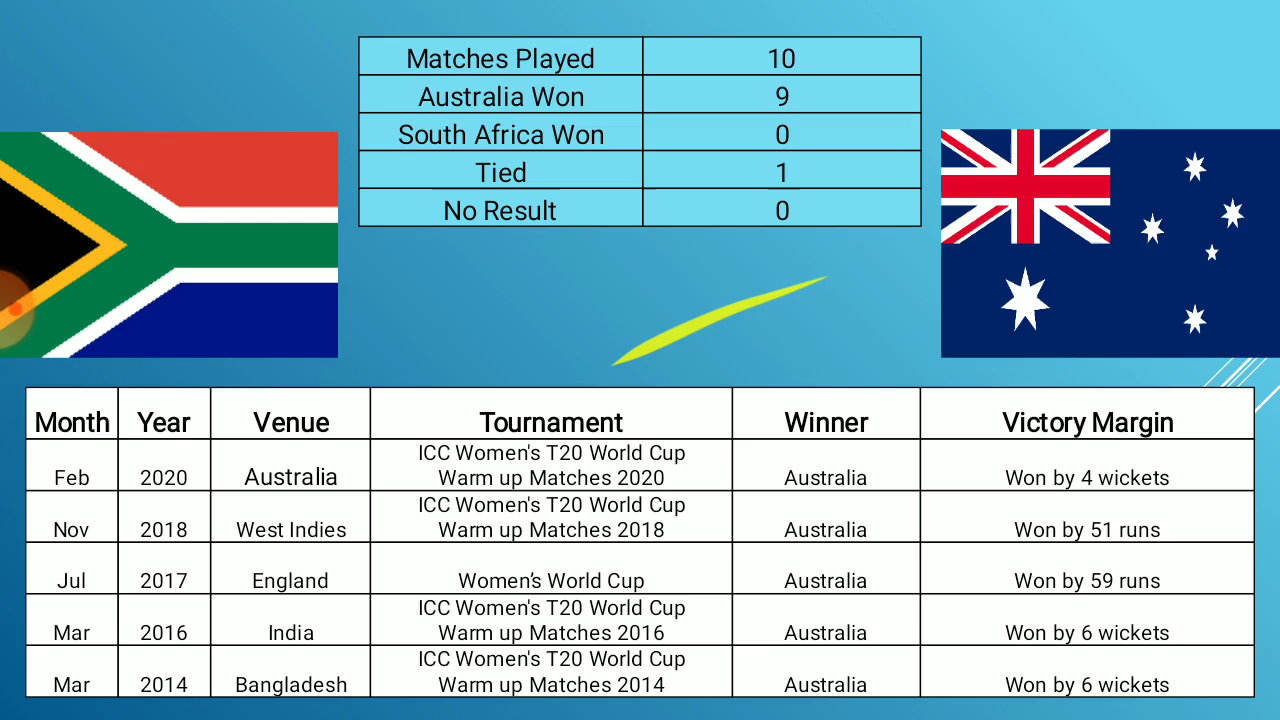 Matches Played 10
Australia Won 9
South Africa Won 0
Tied 1
No Result 0
Month Year Venue Tournament Winner Victory Margin
ICC Women's T20 World Cup
Feb 2020 Australia Warm up Matches 2020 Australia Won by 4 wickets
ICC Women's T20 World Cup
Nov 2018 West Indies Warm up Matches 2018 Australia Won by 51 runs
Jul 2017 England Women’s World Cup Australia Won by 59 runs
ICC Women's T20 World Cup
Mar 2016 India Warm up Matches 2016 Australia Won by 6 wickets
ICC Women's T20 World Cup
Mar 2014 Bangladesh Warm up Matches 2014 Australia Won by 6 wickets